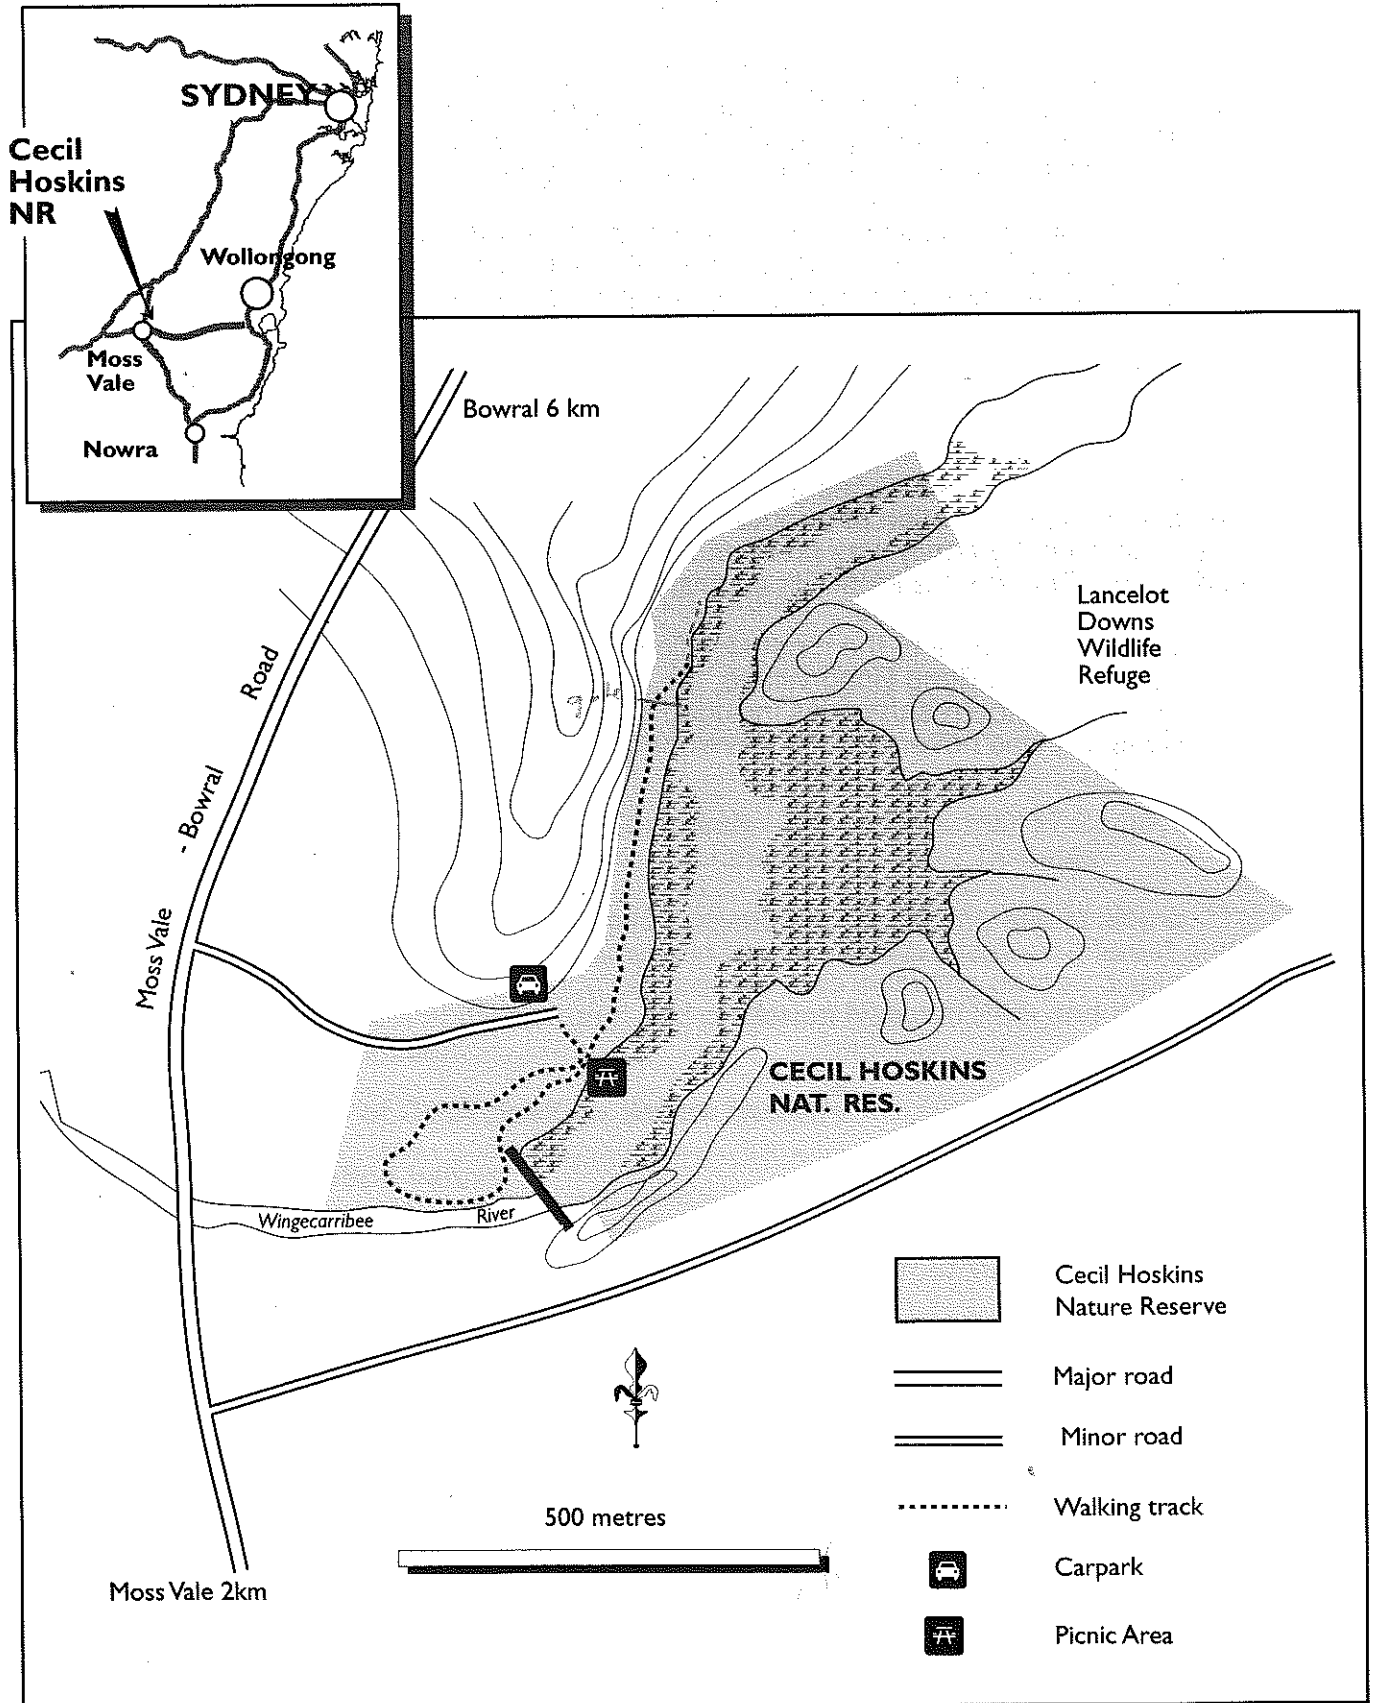 SYDNEY
Cecil
Hoskins
NR
Wollongong
Moss
Vale
Nowra
Bowral 6 km
Lancelot
Downs
Wildlife
Refuge
Moss Vale - Bowral Road
CECIL HOSKINS
NAT. RES.
Wingecarribee River
Cecil Hoskins
Nature Reserve
Major road
Minor road
500 metres
Walking track
Carpark
Moss Vale 2km
Picnic Area